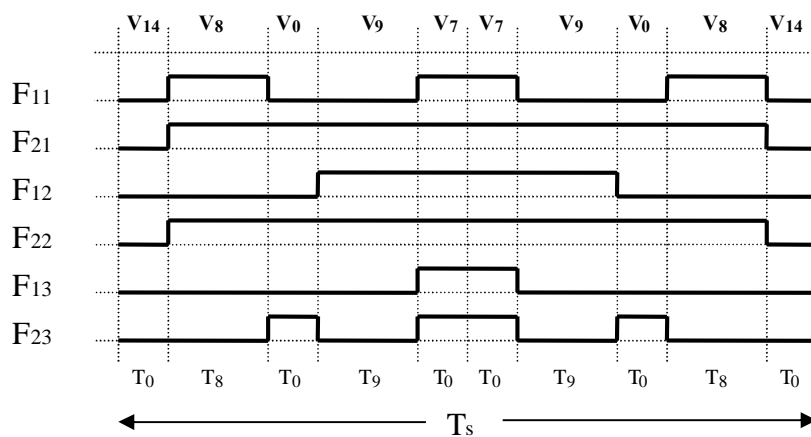 V14 V8 V0 V9 V7 V7 V9 V0 V8 V14
F11
F21
F12
F22
F13
F23
T0 T8 T0 T9 T0 T0 T9 T0 T8 T0
Ts